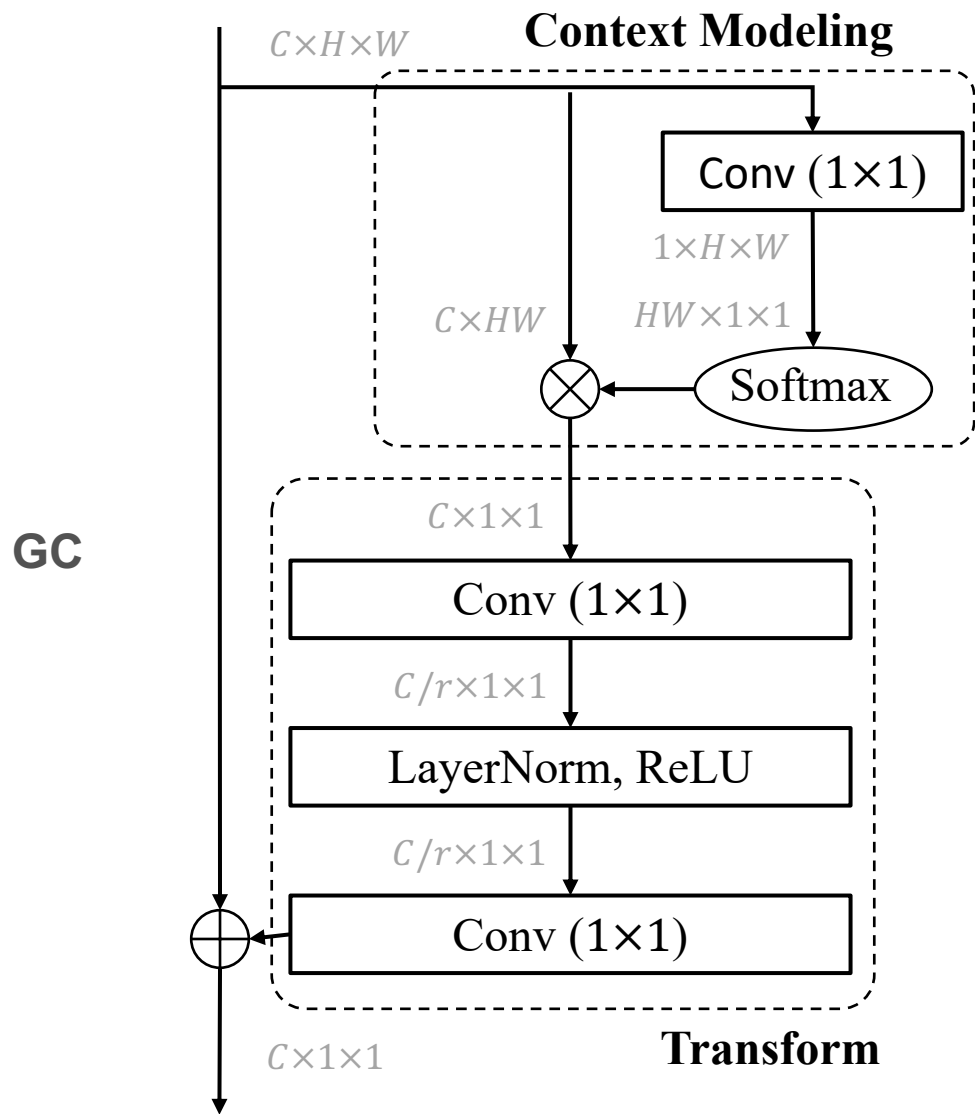 Context Modeling
C×H×W
Conv (1×1)
1×H×W
C×HW
HW×1×1
Softmax
C×1×1
GC
Conv (1×1)
C/r×1×1
LayerNorm, ReLU
C/r×1×1
Conv (1×1)
Transform
C×1×1